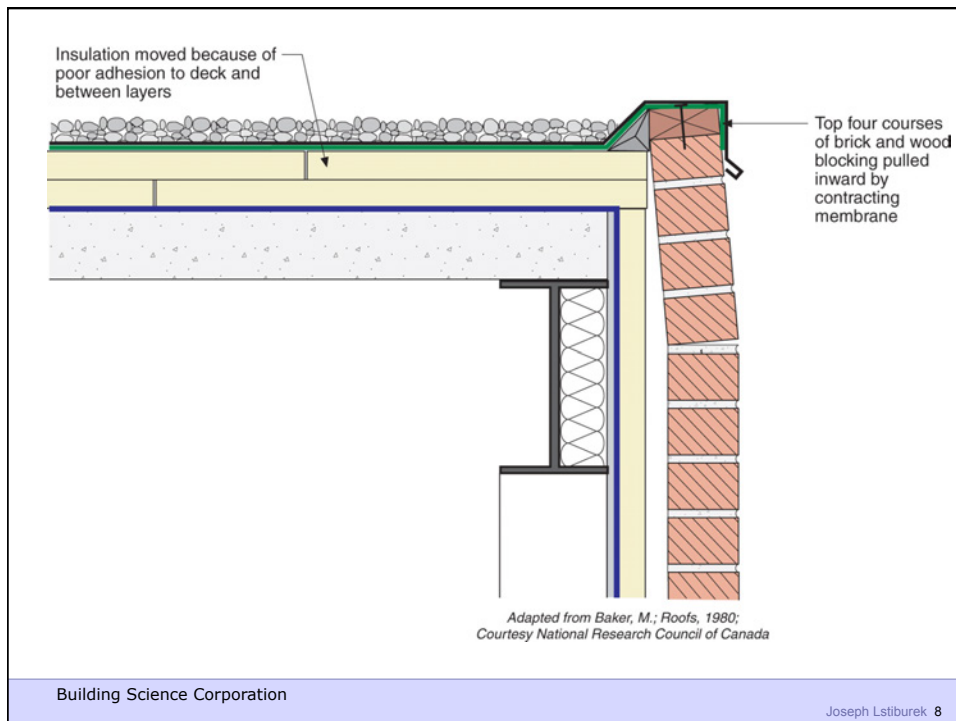 Insulation moved because of
poor adhesion to deck and
between layers
Top four courses
of brick and wood
blocking pulled
inward by
contracting
membrane
Adapted from Baker, M.; Roofs, 1980;
Courtesy National Research Council of Canada
Building Science Corporation
Joseph Lstiburek 8